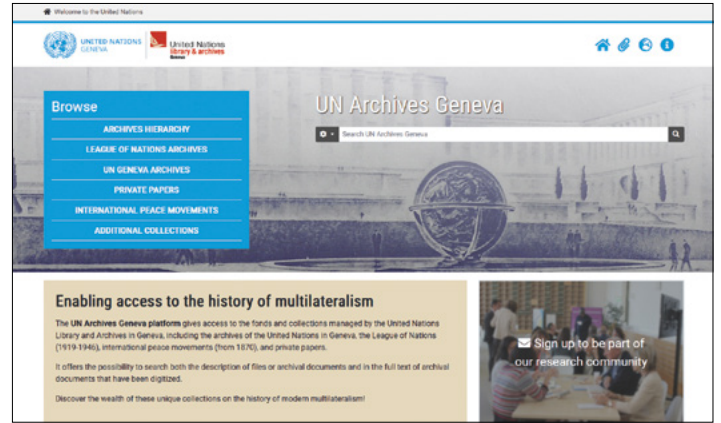 Welcome to the United Nations
UNITED NATIONS
GENEVA
United Nations
library & archives
Geneva
Browse
ARCHIVES HIERARCHY
LEAGUE OF NATIONS ARCHIVES
UN GENEVA ARCHIVES
PRIVATE PAPERS
INTERNATIONAL PEACE MOVEMENTS
ADDITIONAL COLLECTIONS
UN Archives Geneva
Search UN Archives Geneva
Enabling access to the history of multilateralism
The UN Archives Geneva platform gives access to the fonds and collections managed by the United Nations
Library and Archives in Geneva, including the archives of the United Nations in Geneva, the League of Nations
(1919-1946), international peace movements (from 1870), and private papers.
It offers the possibility to search both the description of files or archival documents and in the full text of archival
documents that have been digitized.
Discover the wealth of these unique collections on the history of modern multilateralism!
Sign up to be part of
our research community